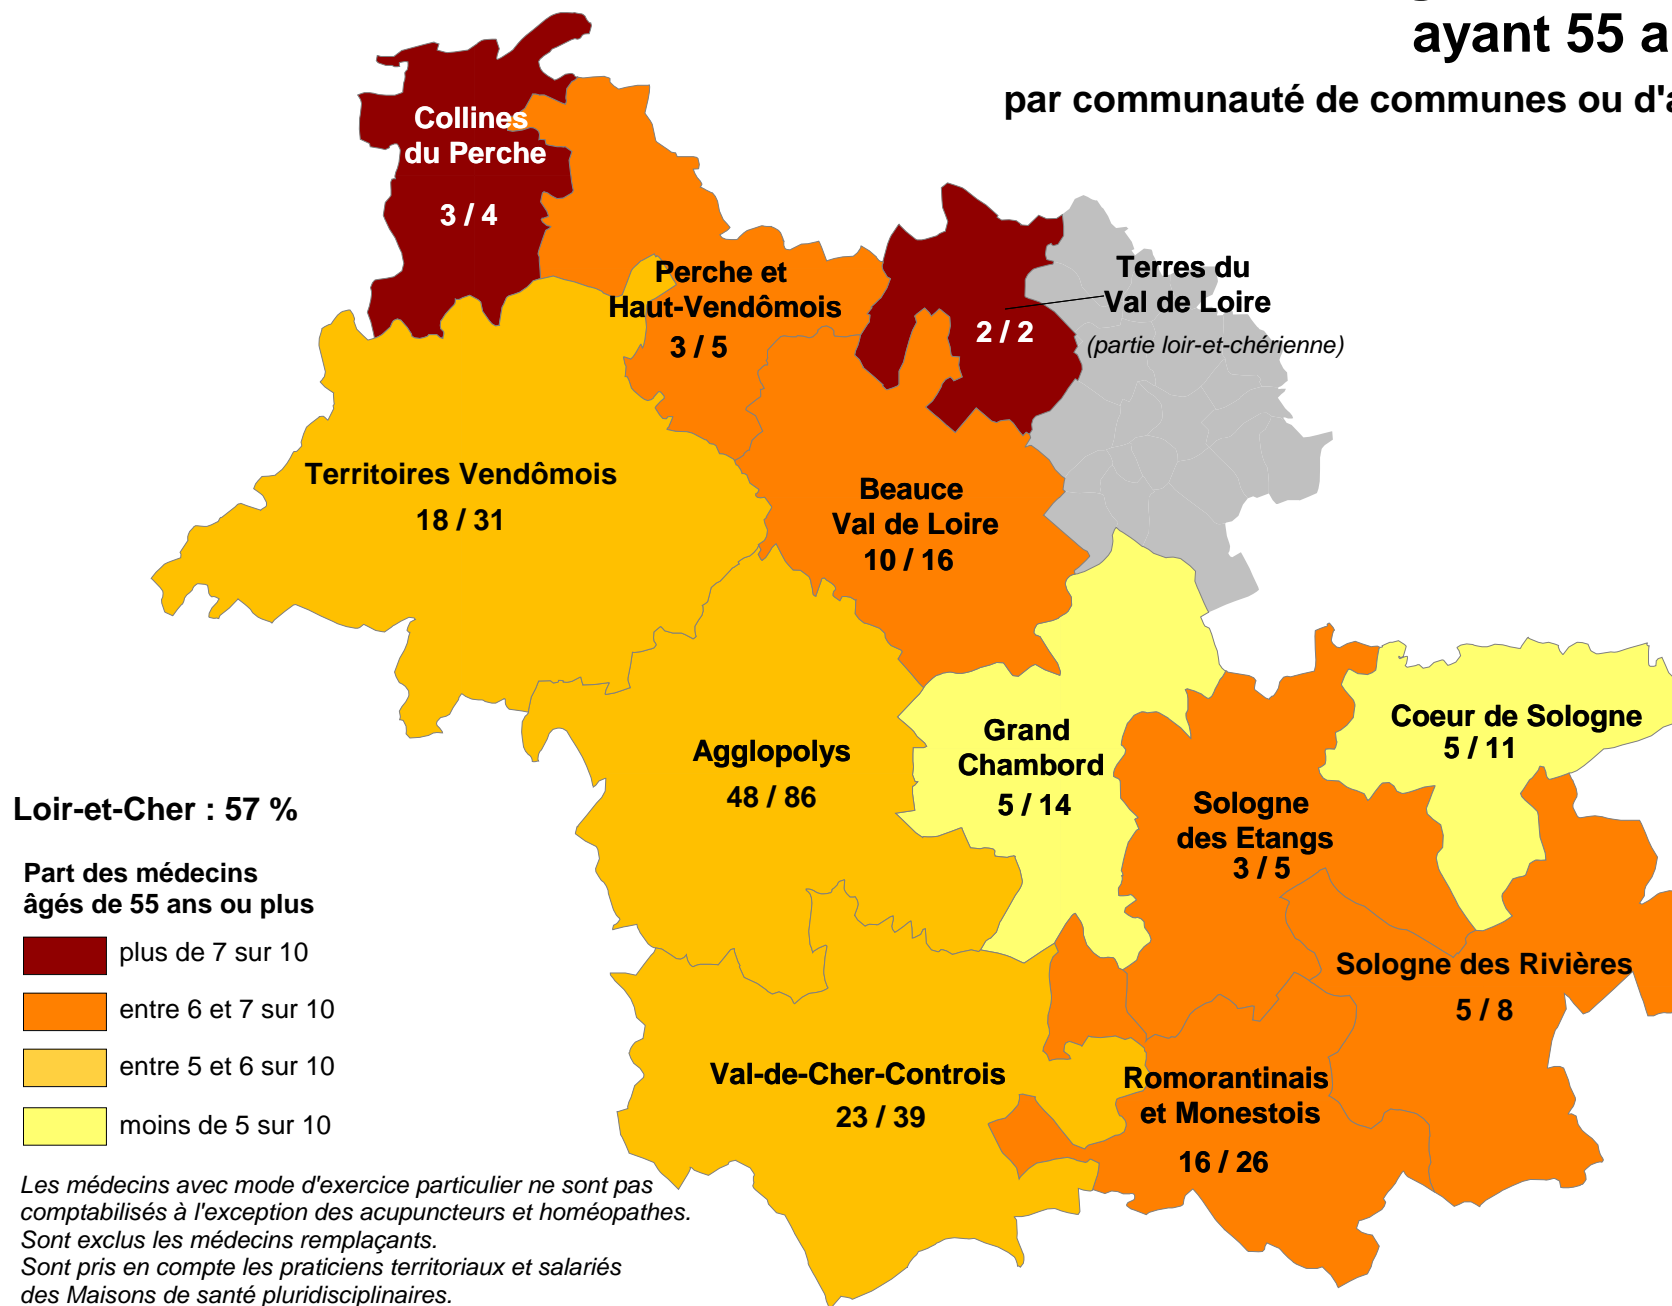 ayant 55 a
par communauté de communes ou d'a
Collines
du Perche
3 / 4
Perche et
Haut-Vendômois
3 / 5
Terres du
Val de Loire
(partie loir-et-chérienne)
2 / 2
Territoires Vendômois
18 / 31
Beauce
Val de Loire
10 / 16
Agglopolys
48 / 86
Grand
Chambord
5 / 14
Coeur de Sologne
5 / 11
Sologne
des Etangs
3 / 5
Sologne des Rivières
5 / 8
Val-de-Cher-Controis
23 / 39
Romorantinais
et Monestois
16 / 26
Loir-et-Cher : 57 %
Part des médecins
âgés de 55 ans ou plus
plus de 7 sur 10
entre 6 et 7 sur 10
entre 5 et 6 sur 10
moins de 5 sur 10
Les médecins avec mode d'exercice particulier ne sont pas
comptabilisés à l'exception des acupuncteurs et homéopathes.
Sont exclus les médecins remplaçants.
Sont pris en compte les praticiens territoriaux et salariés
des Maisons de santé pluridisciplinaires.